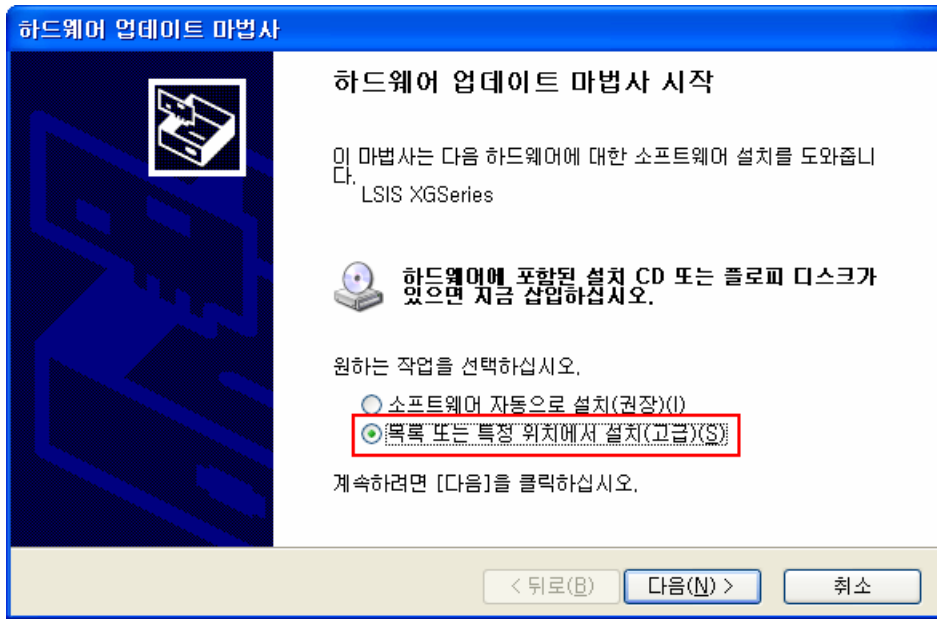 하드웨어 업데이트 마법사
하드웨어 업데이트 마법사 시작
이 마법사는 다음 하드웨어에 대한 소프트웨어 설치를 도와줍니
다.
LSIS XGSeries
하드웨어에 포함된 설치 CD 또는 플로피 디스크가
있으면 지금 삽입하십시오.
원하는 작업을 선택하십시오.
소프트웨어 자동으로 설치(권장)(I)
목록 또는 특정 위치에서 설치(고급)(S)
계속하려면 [다음]을 클릭하십시오.
< 뒤로(B) 다음(N) > 취소